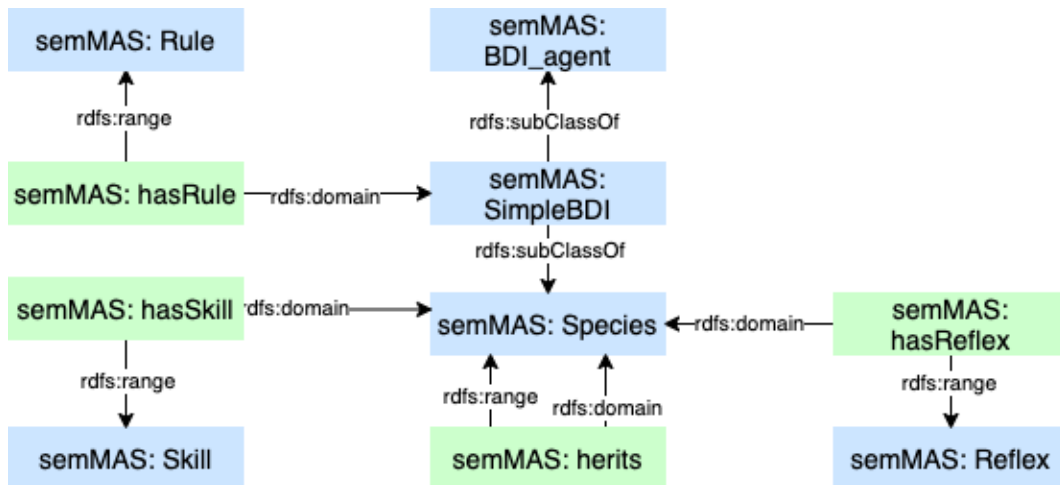 semMAS: Rule
semMAS:
BDI_agent
rdfs:range
rdfs:subClassOf
semMAS: hasRule
rdfs:domain
semMAS:
SimpleBDI
rdfs:subClassOf
semMAS: hasSkill
rdfs:domain
semMAS: Species
rdfs:domain
semMAS:
hasReflex
rdfs:range
rdfs:range
rdfs:domain
rdfs:range
semMAS: Skill
semMAS: herits
semMAS: Reflex